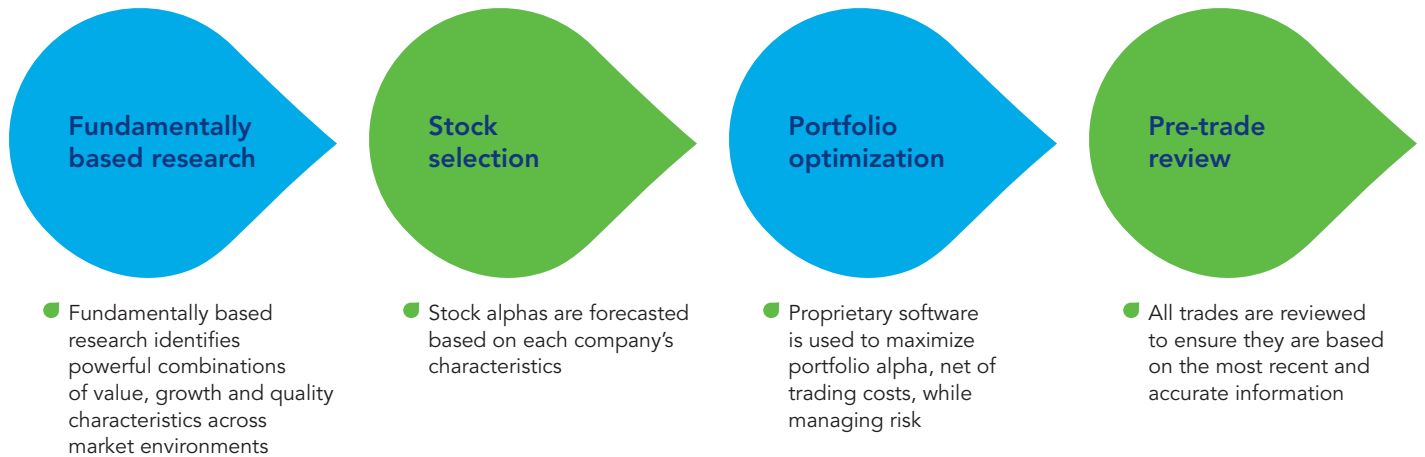 Fundamentally
based research
Stock
selection
Portfolio
optimization
Pre-trade
review
Fundamentally based
research identifies
powerful combinations
of value, growth and quality
characteristics across
market environments
Stock alphas are forecasted
based on each company’s
characteristics
Proprietary software
is used to maximize
portfolio alpha, net of
trading costs, while
managing risk
All trades are reviewed
to ensure they are based
on the most recent and
accurate information